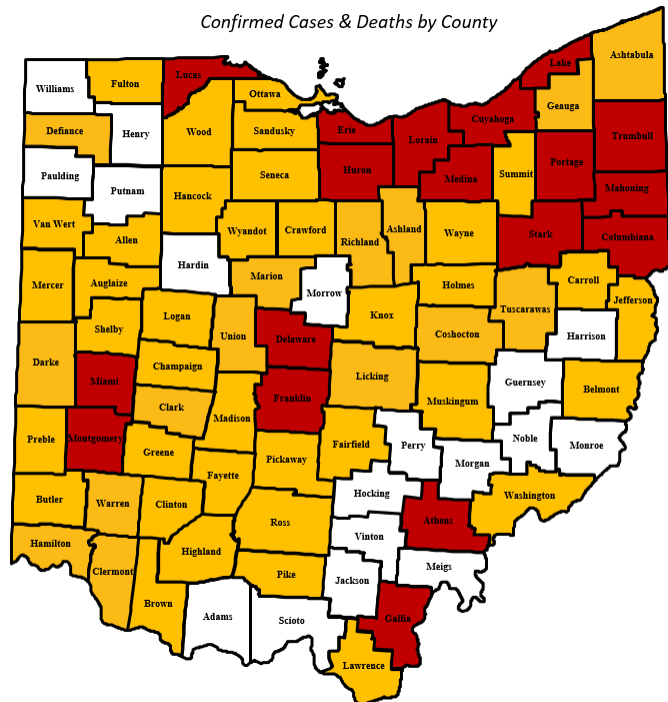 Confirmed Cases & Deaths by County
Ashtabula
Lake
Lucas
Fulton
Williams
Ottawa
Geauga
Cuyahoga
Erie
Lorain
Wood
Sandusky
Defiance
Henry
Trumbull
Portage
Summit
Medina
Huron
Seneca
Paulding
Putnam
Hancock
Mahoning
Van Wert
Allen
Wyandot
Crawford
Richland
Ashland
Wayne
Stark
Columbiana
Hardin
Marion
Morrow
Mercer
Auglaize
Holmes
Carroll
Jefferson
Tuscarawas
Logan
Shelby
Union
Knox
Delaware
Coshocton
Harrison
Darke
Champaign
Miami
Licking
Guernsey
Belmont
Franklin
Clark
Madison
Muskingum
Preble
Montgomery
Greene
Pickaway
Fairfield
Perry
Noble
Monroe
Morgan
Fayette
Hocking
Washington
Butler
Warren
Clinton
Ross
Athens
Vinton
Hamilton
Highland
Clermont
Pike
Jackson
Meigs
Brown
Adams
Scioto
Gallia
Lawrence